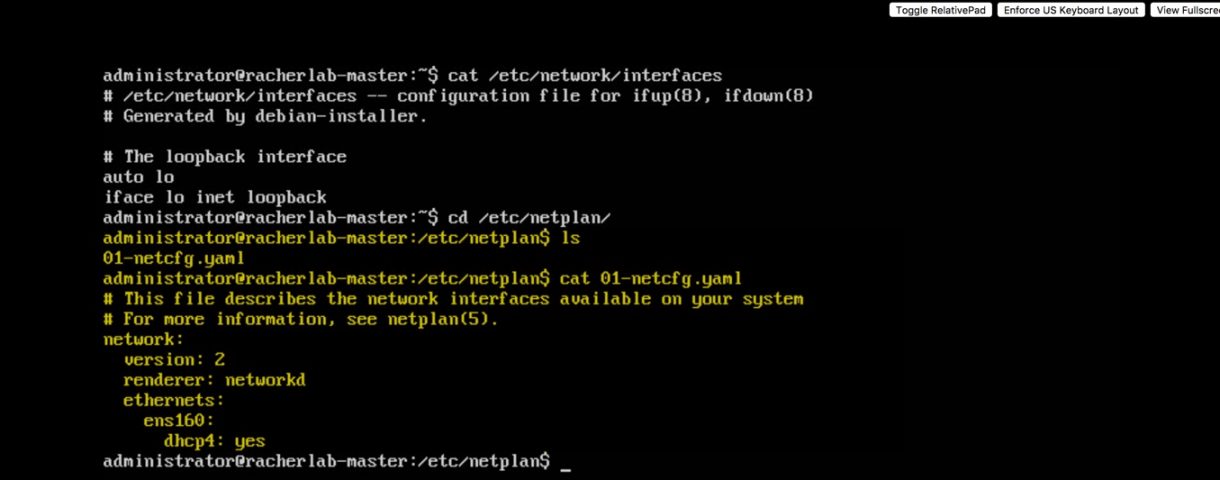 Toggle RelativePad Enforce US Keyboard Layout View Fullscre
administrator@racherlab-master:~$ cat /etc/network/interfaces
# /etc/network/interfaces -- configuration file for ifup(8), ifdown(8)
# Generated by debian-installer.
# The loopback interface
auto lo
iface lo inet loopback
administrator@racherlab-master:~$ cd /etc/netplan/
administrator@racherlab-master:/etc/netplan$ ls
01-netcfg.yaml
administrator@racherlab-master:/etc/netplan$ cat 01-netcfg.yaml
# This file describes the network interfaces available on your system
# For more information, see netplan(5).
network:
  version: 2
  renderer: networkd
  ethernets:
    ens160:
      dhcp4: yes
administrator@racherlab-master:/etc/netplan$ _